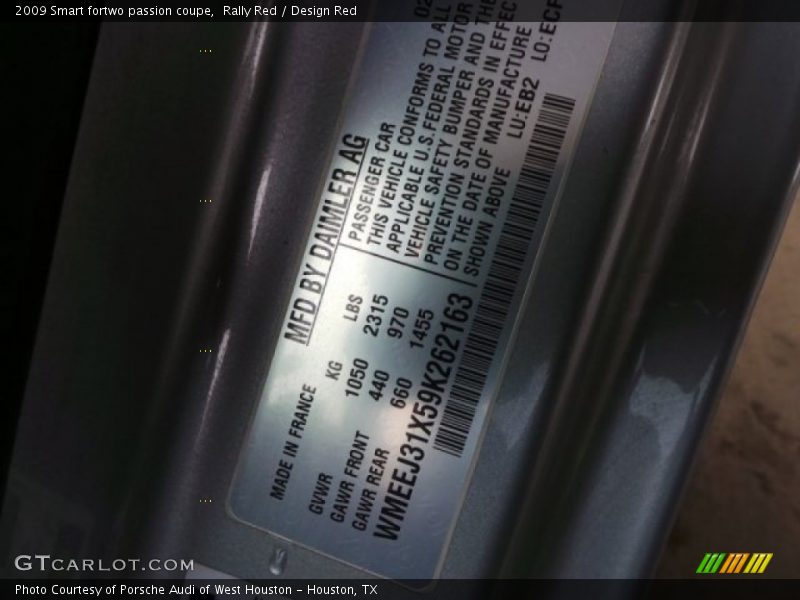 2009 Smart fortwo passion coupe,  Rally Red / Design Red
MFD BY DAIMLER AG
MADE IN FRANCE
KG LBS
GVWR 1050 2315
GAWR FRONT 440 970
GAWR REAR 660 1455
PASSENGER CAR
THIS VEHICLE CONFORMS TO ALL
APPLICABLE U.S. FEDERAL MOTOR
VEHICLE SAFETY BUMPER AND THE
PREVENTION STANDARDS IN EFFEC
ON THE DATE OF MANUFACTURE
SHOWN ABOVE LU:EB2 LO:ECF
WMEEJ31X59K262163
GTCARLOT.COM
Photo Courtesy of Porsche Audi of West Houston – Houston, TX